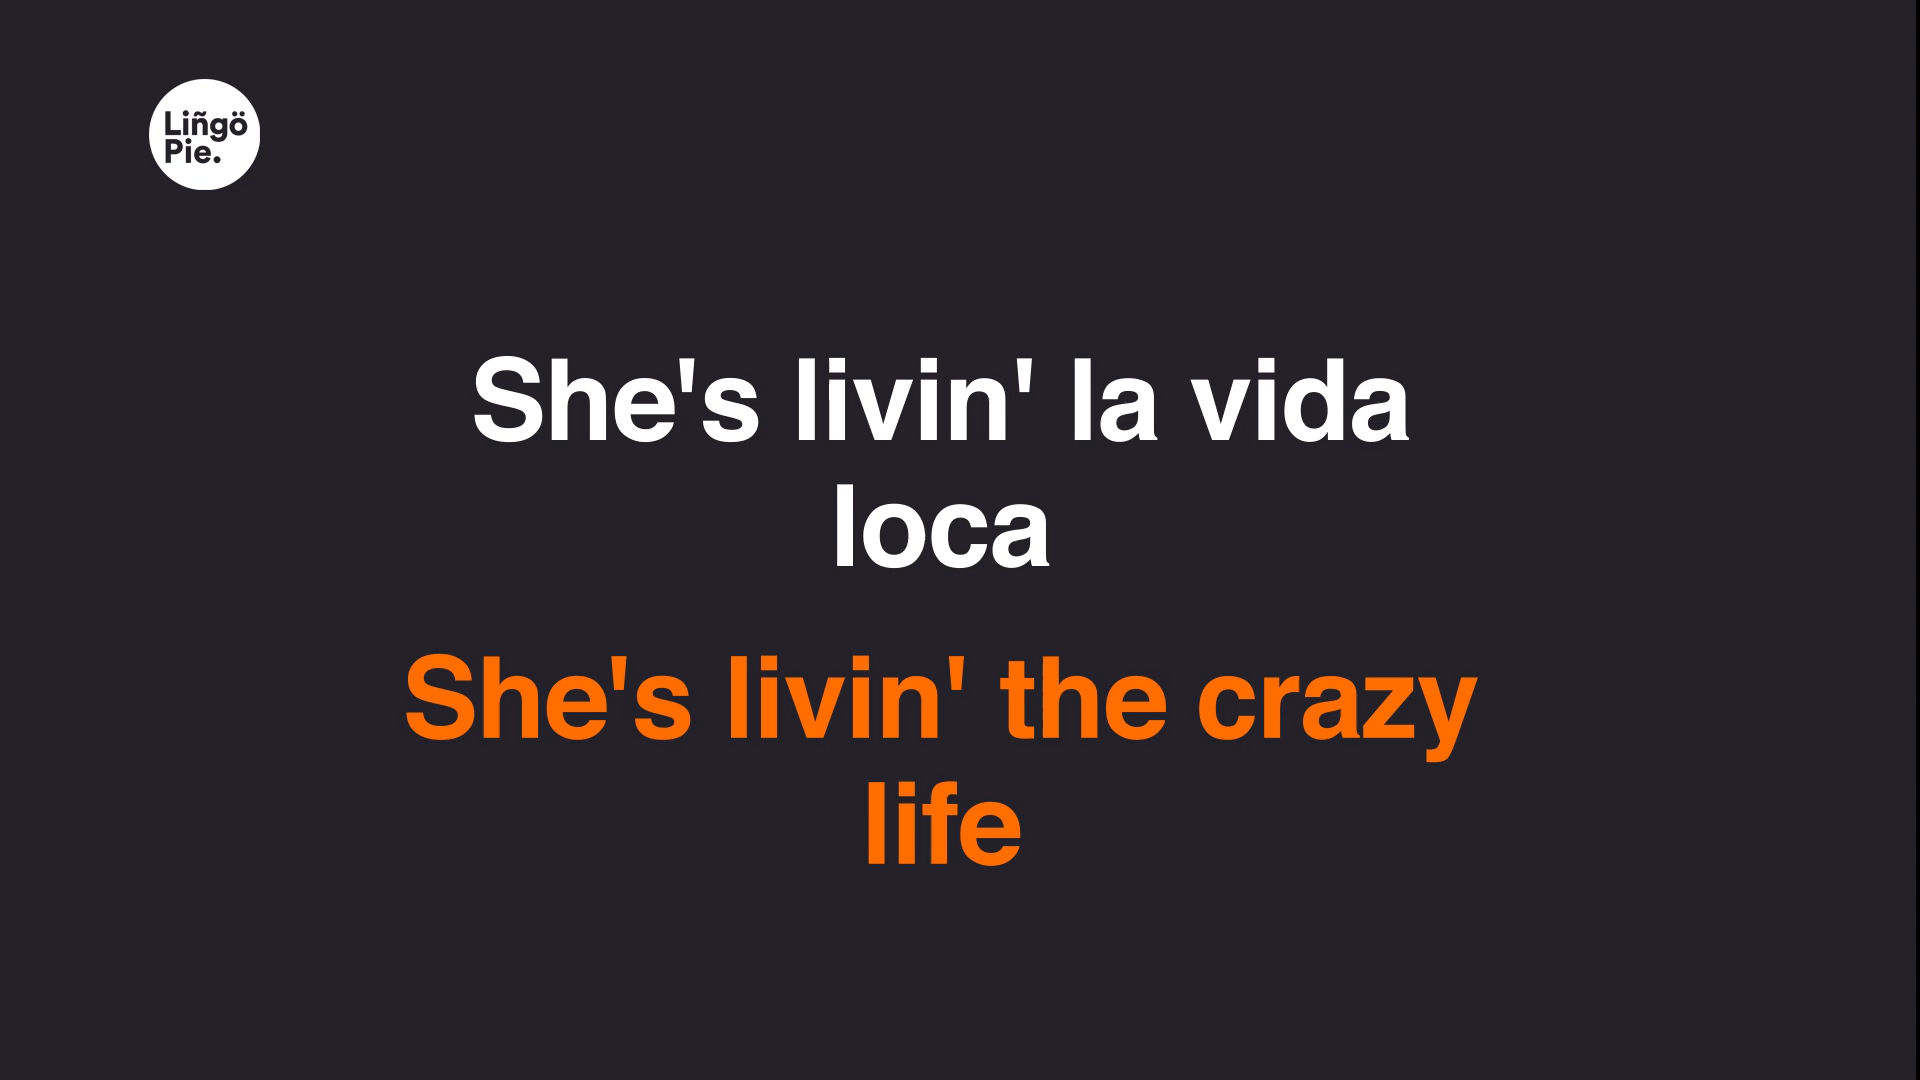 Liñgö
Pie.
She's livin' la vida
loca
She's livin' the crazy
life